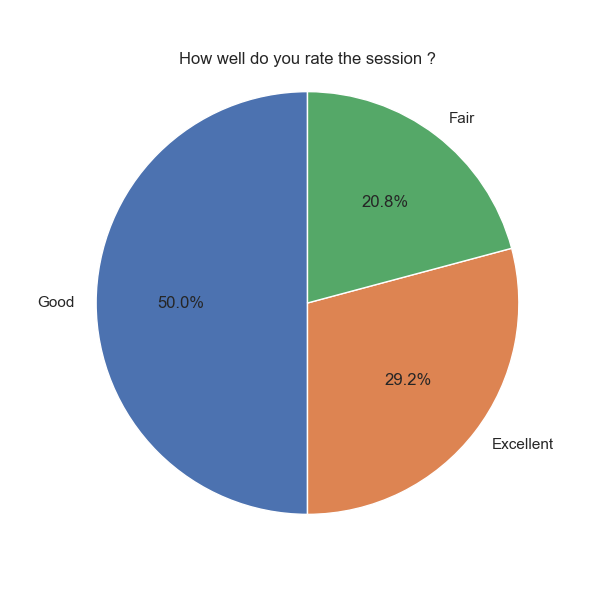 How well do you rate the session ?
Fair
20.8%
Good
50.0%
29.2%
Excellent